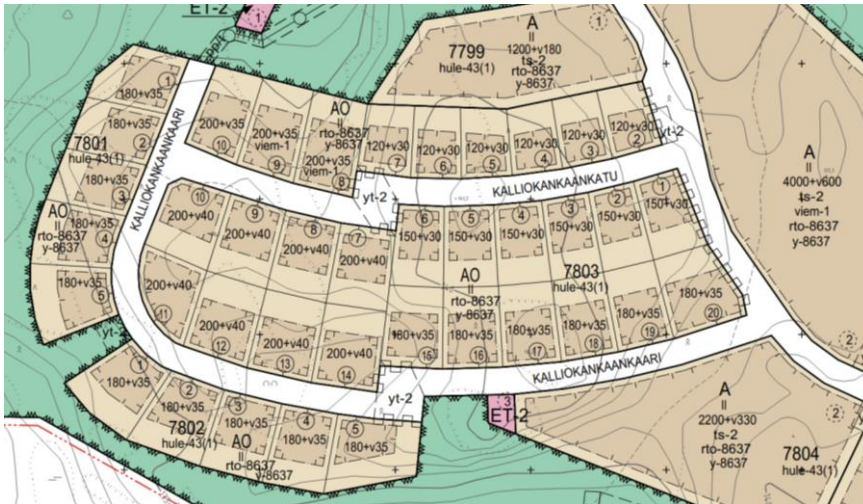 ET-2
1
A
II
1200+v180
ts-2
rto-8637
y-8637
1
7799
hule-43(1)
1
180+v35
180+v35
2
7801
hule-43(1)
180+v35
3
AO
II
rto-8637
y-8637
180+v35
4
180+v35
5
yt-2
KALLIOKANKAANKAARI
200+v35
10
200+v35
viem-1
9
AO
II
rto-8637
y-8637
200+v35
viem-1
8
120+v30
7
120+v30
6
120+v30
5
120+v30
4
120+v30
3
120+v30
2
yt-2
yt-2
KALLIOKANKAANKATU
A
II
4000+v600
ts-2
viem-1
rto-8637
y-8637
2
10
200+v40
9
200+v40
8
200+v40
7
200+v40
6
150+v30
5
150+v30
4
150+v30
3
150+v30
2
150+v30
1
150+v30
AO
II
rto-8637
y-8637
7803
hule-43(1)
200+v40
11
200+v40
12
200+v40
13
200+v40
14
180+v35
15
180+v35
16
180+v35
17
180+v35
18
180+v35
19
180+v35
20
yt-2
KALLIOKANKAANKAARI
1
180+v35
2
180+v35
3
180+v35
4
180+v35
5
180+v35
7802
hule-43(1)
AO
II
rto-8637
y-8637
3
ET-2
A
II
2200+v330
ts-2
rto-8637
y-8637
2
7804
hule-43(1)